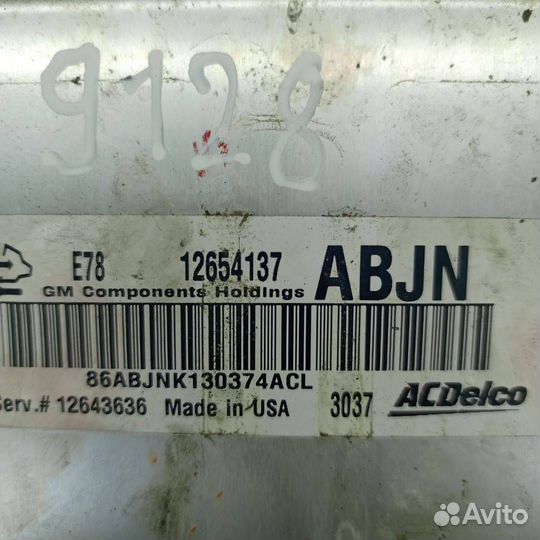 9128
E78 12654137 ABJN
GM Components Holdings
86ABJNK130374ACL
Serv.# 12643636 Made in USA 3037 ACDelco
Avito